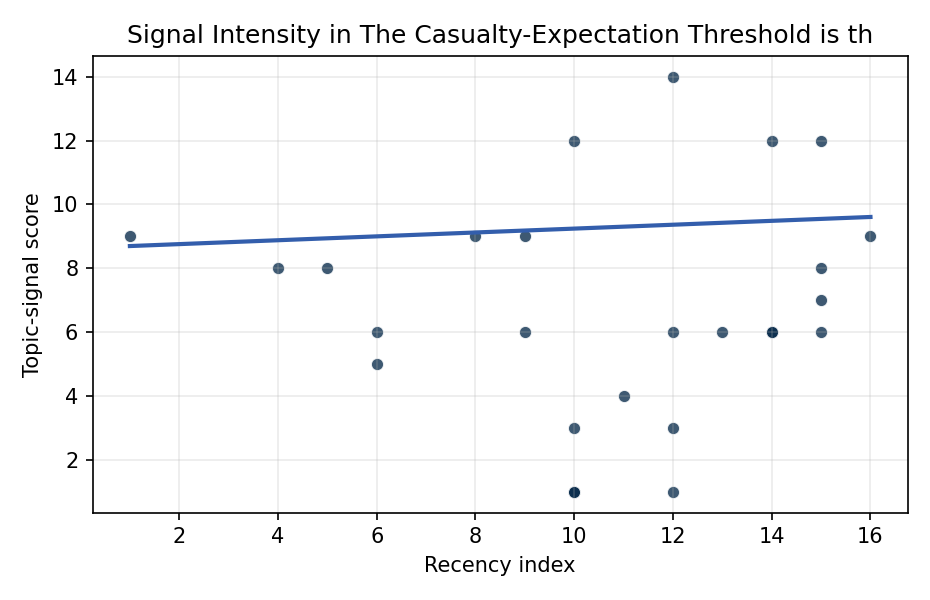 Signal Intensity in The Casualty-Expectation Threshold is th
14
12
10
8
6
4
2
Topic-signal score
2 4 6 8 10 12 14 16
Recency index